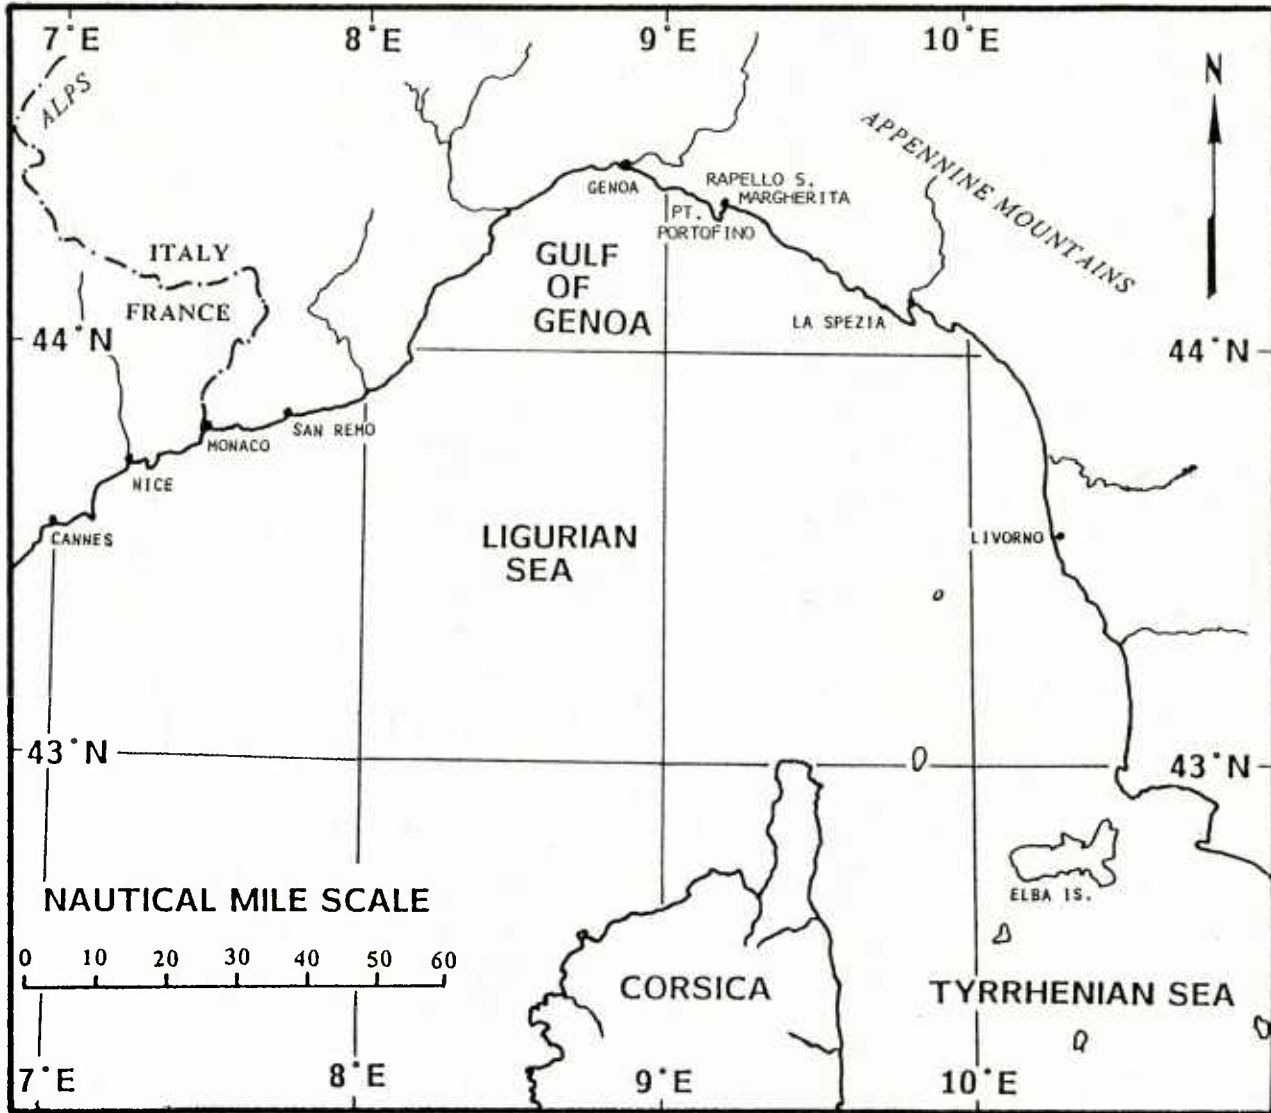 7°E 8°E 9°E 10°E
N
ALPS
APPENNINE MOUNTAINS
GENOA
RAPELLO S.
MARGHERITA
PT.
PORTOFINO
ITALY
FRANCE
GULF
OF
GENOA
LA SPEZIA
44°N 44°N
MONACO
SAN REMO
NICE
CANNES
LIGURIAN
SEA
LIVORNO
43°N 43°N
ELBA IS.
NAUTICAL MILE SCALE
0 10 20 30 40 50 60
CORSICA
TYRRHENIAN SEA
7°E 8°E 9°E 10°E